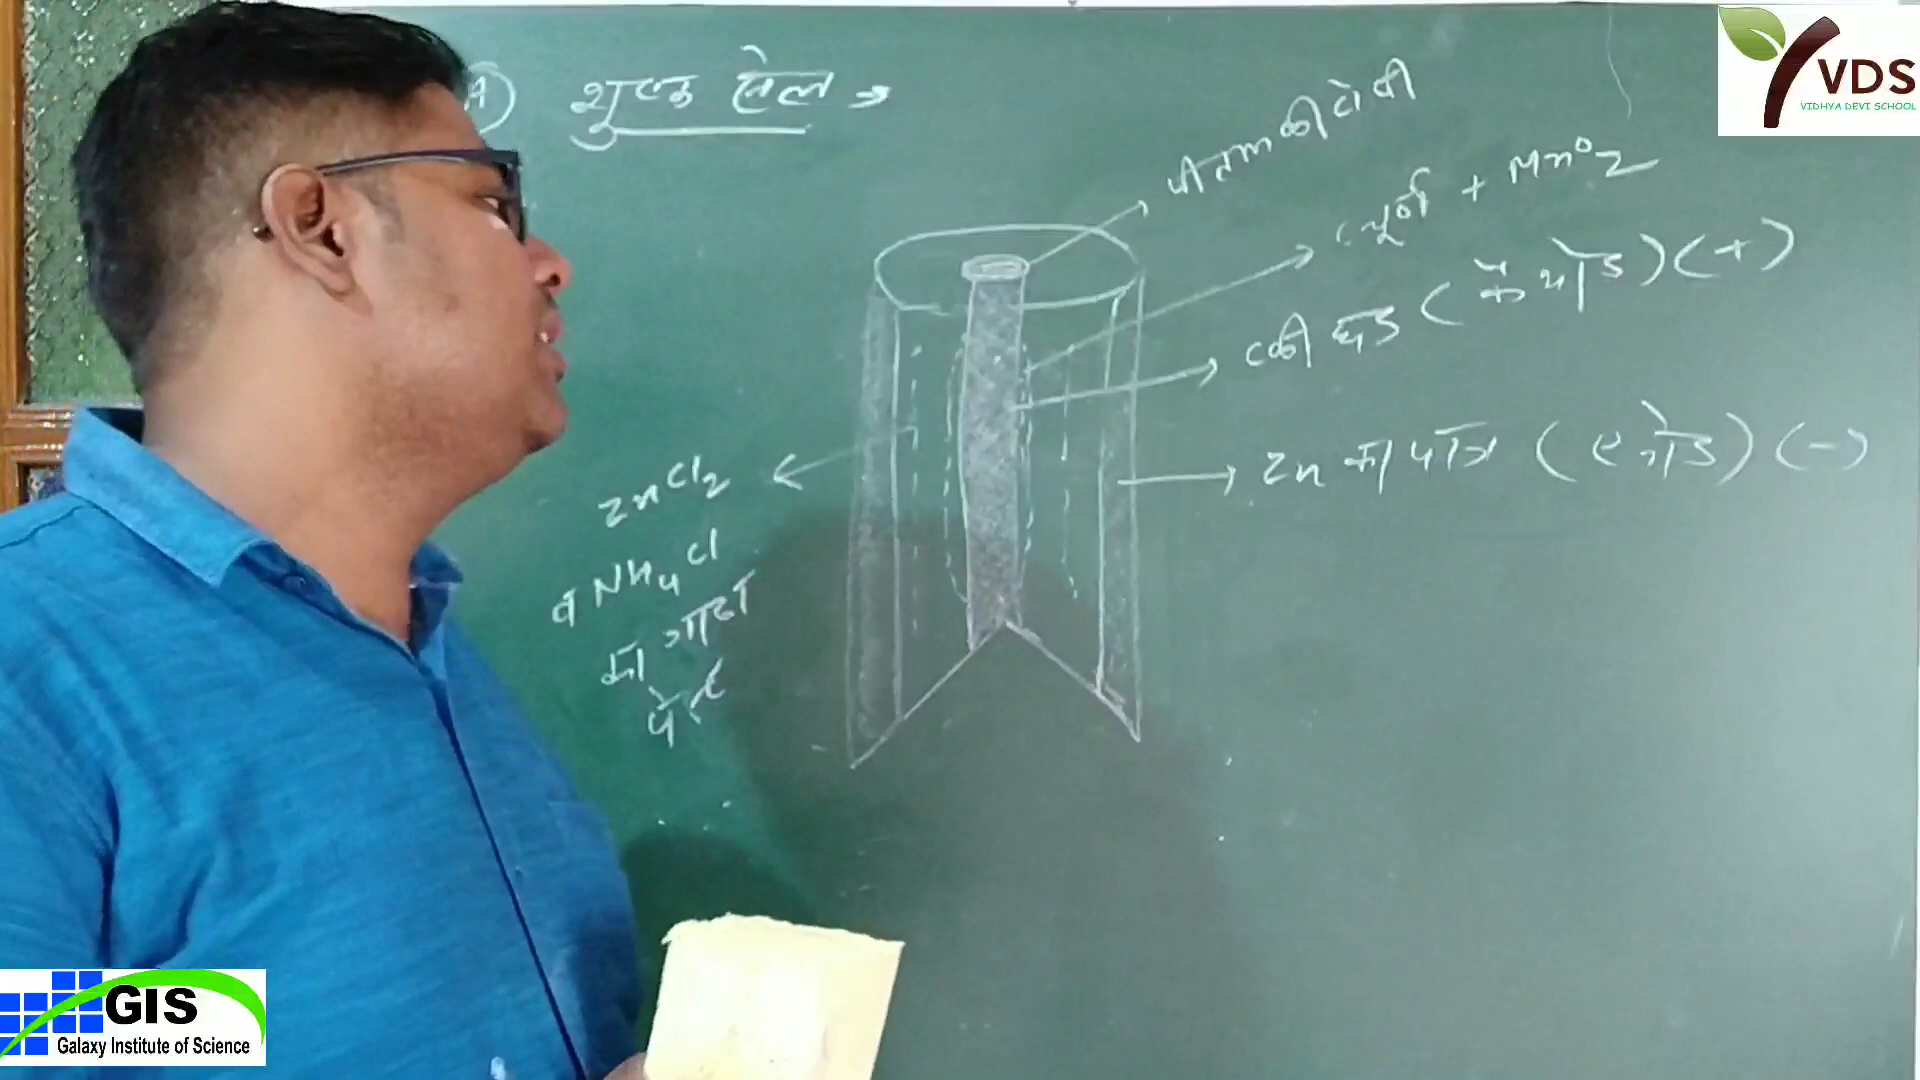 A) शुष्क सेल →
पीतल की टोपी
C चूर्ण + MnO2
C की छड़ (कैथोड) (+)
Zn का पात्र (एनोड) (-)
ZnCl2
व NH4Cl
का गाढा
पेस्ट
VDS
VIDHYA DEVI SCHOOL
GIS
Galaxy Institute of Science